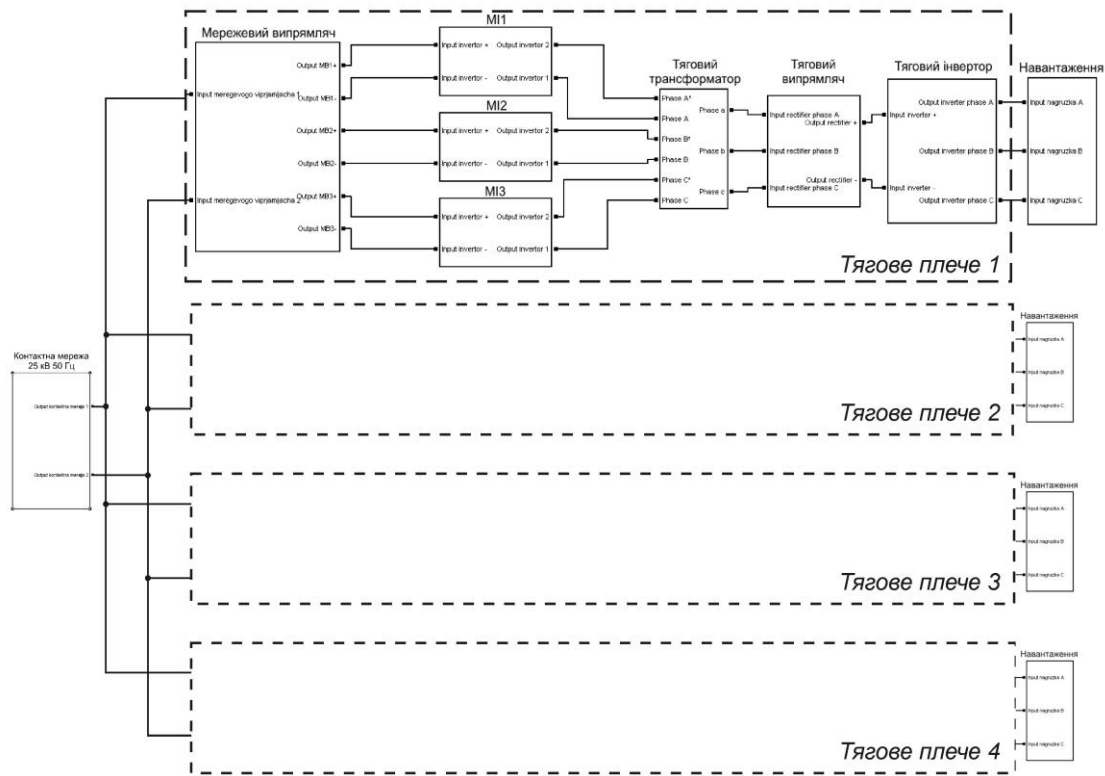 Мережевий випрямляч
Input meregevogo viprjamjacha 1
Input meregevogo viprjamjacha 2
Output MB1+
Output MB1-
Output MB2+
Output MB2-
Output MB3+
Output MB3-
МІ1
Input invertor +
Output invertor 2
Input invertor -
Output invertor 1
МІ2
Input invertor +
Output invertor 2
Input invertor -
Output invertor 1
МІ3
Input invertor +
Output invertor 2
Input invertor -
Output invertor 1
Тяговий
трансформатор
Phase A*
Phase A
Phase B*
Phase B
Phase C*
Phase C
Phase a
Phase b
Phase c
Тяговий
випрямляч
Input rectifier phase A
Output rectifier +
Input rectifier phase B
Output rectifier -
Input rectifier phase C
Тяговий інвертор
Output inverter phase A
Input inverter +
Output inverter phase B
Input inverter -
Output inverter phase C
Навантаження
Input nagruzka A
Input nagruzka B
Input nagruzka C
Тягове плече 1
Контактна мережа
25 кВ 50 Гц
Output kontaktna mereja 1
Output kontaktna mereja 2
Навантаження
Input nagruzka A
Input nagruzka B
Input nagruzka C
Тягове плече 2
Навантаження
Input nagruzka A
Input nagruzka B
Input nagruzka C
Тягове плече 3
Навантаження
Input nagruzka A
Input nagruzka B
Input nagruzka C
Тягове плече 4